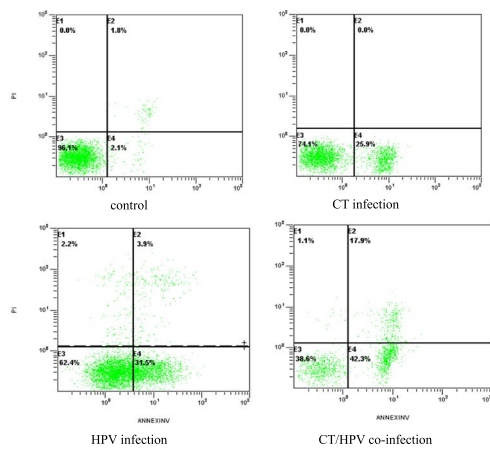 E1 E2
0.0% 1.8%
PI
E3 E4
96.1% 2.1%
ANNEXINV
control
E1 E2
0.0% 0.0%
E3 E4
74.1% 25.9%
CT infection
E1 E2
2.2% 3.9%
PI
E3 E4
62.4% 31.5%
ANNEXINV
HPV infection
E1 E2
1.1% 17.9%
E3 E4
38.6% 42.3%
ANNEXINV
CT/HPV co-infection